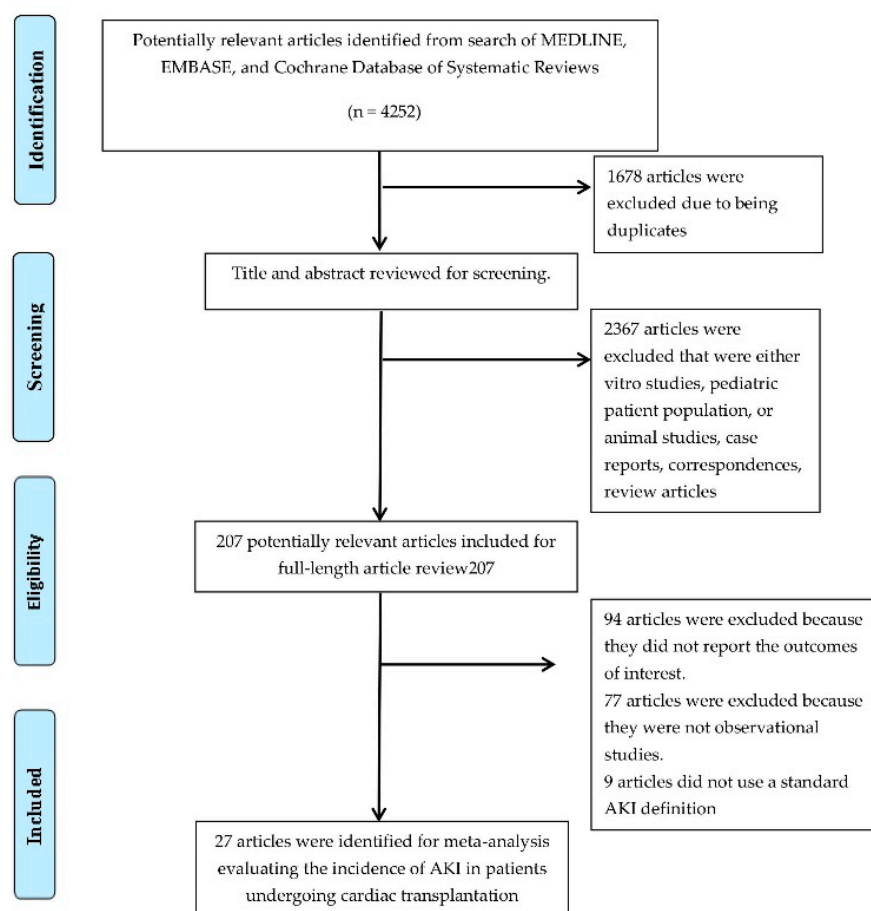 Identification
Potentially relevant articles identified from search of MEDLINE,
EMBASE, and Cochrane Database of Systematic Reviews
(n = 4252)
1678 articles were
excluded due to being
duplicates
Screening
Title and abstract reviewed for screening.
2367 articles were
excluded that were either
vitro studies, pediatric
patient population, or
animal studies, case
reports, correspondences,
review articles
Eligibility
207 potentially relevant articles included for
full-length article review207
94 articles were excluded because
they did not report the outcomes
of interest.
77 articles were excluded because
they were not observational
studies.
9 articles did not use a standard
AKI definition
Included
27 articles were identified for meta-analysis
evaluating the incidence of AKI in patients
undergoing cardiac transplantation